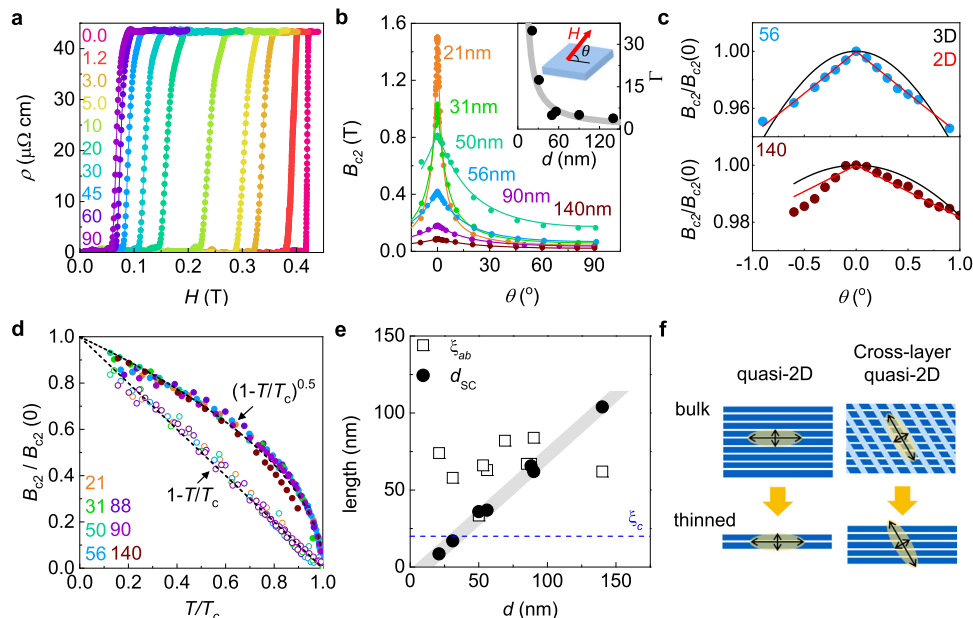 a
40
30
20
10
0
ρ (μΩ cm)
0.0
1.2
3.0
5.0
10
20
30
45
60
90
0.0 0.1 0.2 0.3 0.4
H (T)
b
1.6
1.2
0.8
0.4
0.0
B_c2 (T)
21nm
31nm
50nm
56nm
90nm
140nm
H
θ
30
15
0
Γ
0 60 120
d (nm)
0 30 60 90
θ (°)
c
56
3D
2D
1.00
0.96
B_c2/B_c2(0)
140
1.00
0.98
B_c2/B_c2(0)
-1.0 -0.5 0.0 0.5 1.0
θ (°)
d
1.0
0.8
0.6
0.4
0.2
0.0
B_c2 / B_c2 (0)
(1-T/T_c)^0.5
1-T/T_c
21
31 88
50 90
56 140
0.0 0.2 0.4 0.6 0.8 1.0
T/T_c
e
ξ_ab
d_SC
150
125
100
75
50
25
0
length (nm)
ξ_c
0 50 100 150
d (nm)
f
quasi-2D
Cross-layer
quasi-2D
bulk
thinned